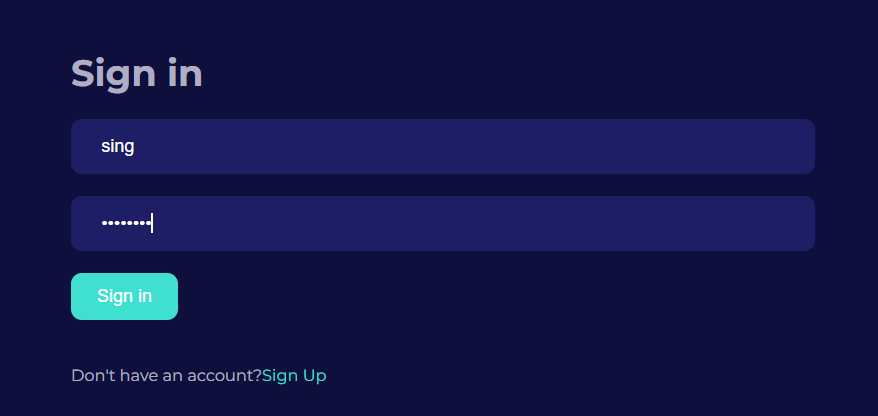 Sign in
sing
••••••••
Sign in
Don't have an account?Sign Up